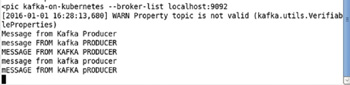 <pic kafka-on-kubernetes --broker-list localhost:9092
[2016-01-01 16:28:13,680] WARN Property topic is not valid (kafka.utils.Verifiab
leProperties)
Message from Kafka Producer
Message FROM KAFKA PRODUCER
MESSAGE FROM KAFKA PRODUCER
MESSAGE from kAFKA PRODUCER
mESSAGE FROM kAFKA pRODUCER